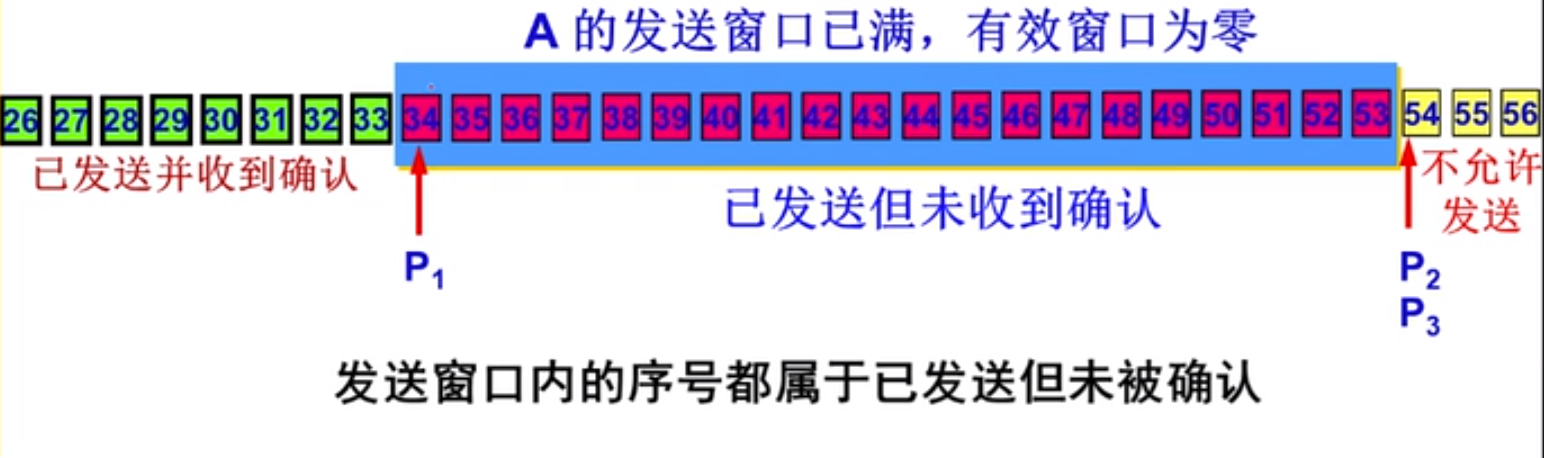 A 的发送窗口已满，有效窗口为零
26 27 28 29 30 31 32 33 34 35 36 37 38 39 40 41 42 43 44 45 46 47 48 49 50 51 52 53 54 55 56
已发送并收到确认
已发送但未收到确认
不允许
发送
P1
P2
P3
发送窗口内的序号都属于已发送但未被确认